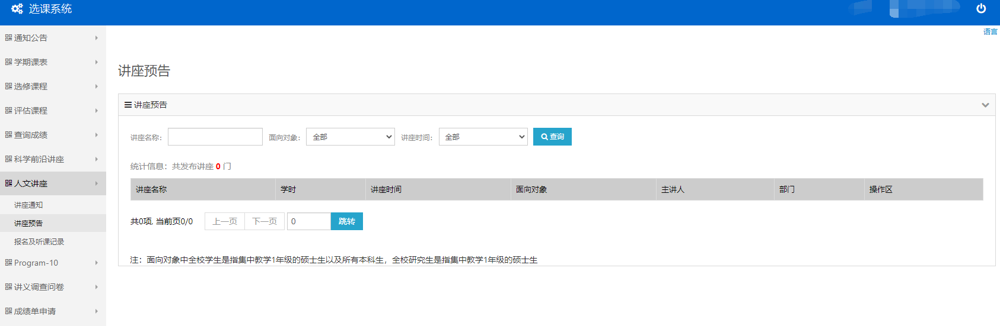 选课系统
语言
通知公告
学期课表
选修课程
评估课程
查询成绩
科学前沿讲座
人文讲座
讲座通知
讲座预告
报名及听课记录
Program-10
讲义调查问卷
成绩单申请
讲座预告
讲座预告
讲座名称： 面向对象： 全部 讲座时间： 全部 查询
统计信息：共发布讲座 0 门
讲座名称 学时 讲座时间 面向对象 主讲人 部门 操作区
共0项, 当前页0/0 上一页 下一页 0 跳转
注：面向对象中全校学生是指集中教学1年级的硕士生以及所有本科生，全校研究生是指集中教学1年级的硕士生